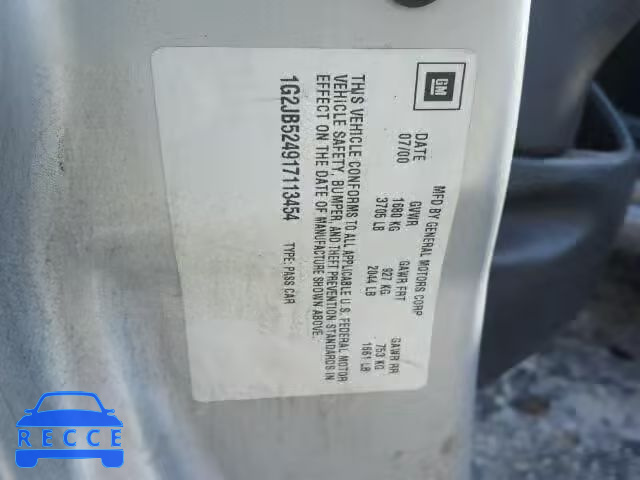 GM
MFD BY GENERAL MOTORS CORP
DATE GVWR GAWR FRT GAWR RR
07/00 1680 KG 927 KG 753 KG
3705 LB 2044 LB 1661 LB
THIS VEHICLE CONFORMS TO ALL APPLICABLE U.S. FEDERAL MOTOR
VEHICLE SAFETY, BUMPER, AND THEFT PREVENTION STANDARDS IN
EFFECT ON THE DATE OF MANUFACTURE SHOWN ABOVE.
1G2JB524917113454 TYPE: PASS CAR
9
RECCE